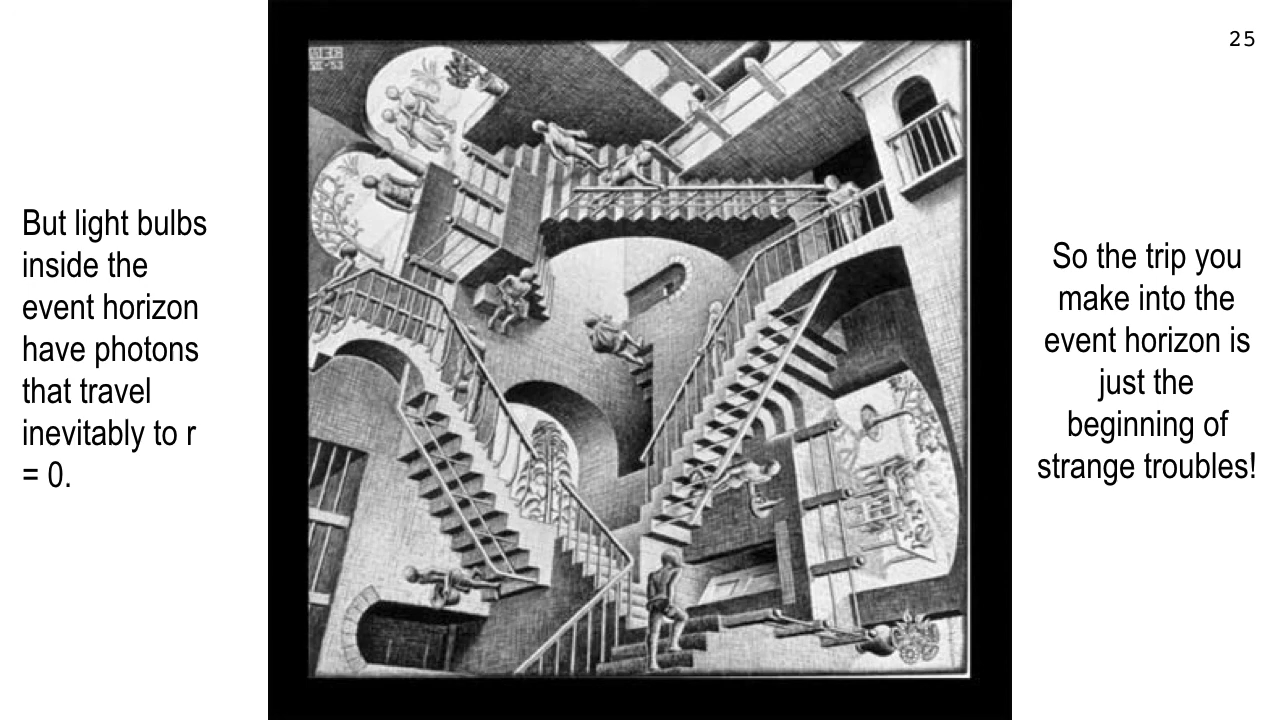 25
But light bulbs
inside the
event horizon
have photons
that travel
inevitably to r
= 0.
So the trip you
make into the
event horizon is
just the
beginning of
strange troubles!